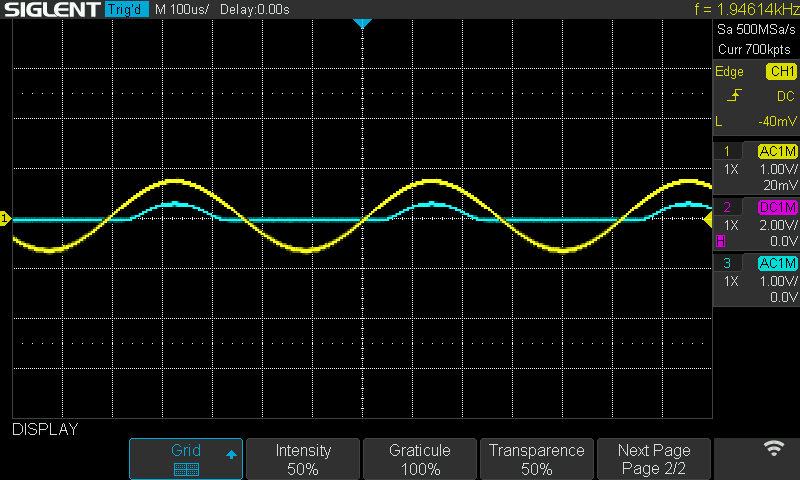 SIGLENT Trig'd M 100us/ Delay:0.00s f = 1.94614kHz
Sa 500MSa/s
Curr 700kpts
Edge CH1
DC
L -40mV
1 AC1M
1X 1.00V/
20mV
2 DC1M
1X 2.00V/
H 0.0V
3 AC1M
1X 1.00V/
0.0V
1
DISPLAY
Grid Intensity Graticule Transparence Next Page
50% 100% 50% Page 2/2